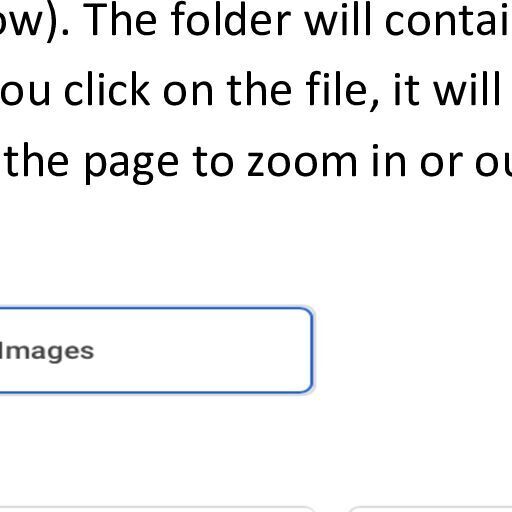 ow). The folder will contai
ou click on the file, it will
the page to zoom in or ou
Images